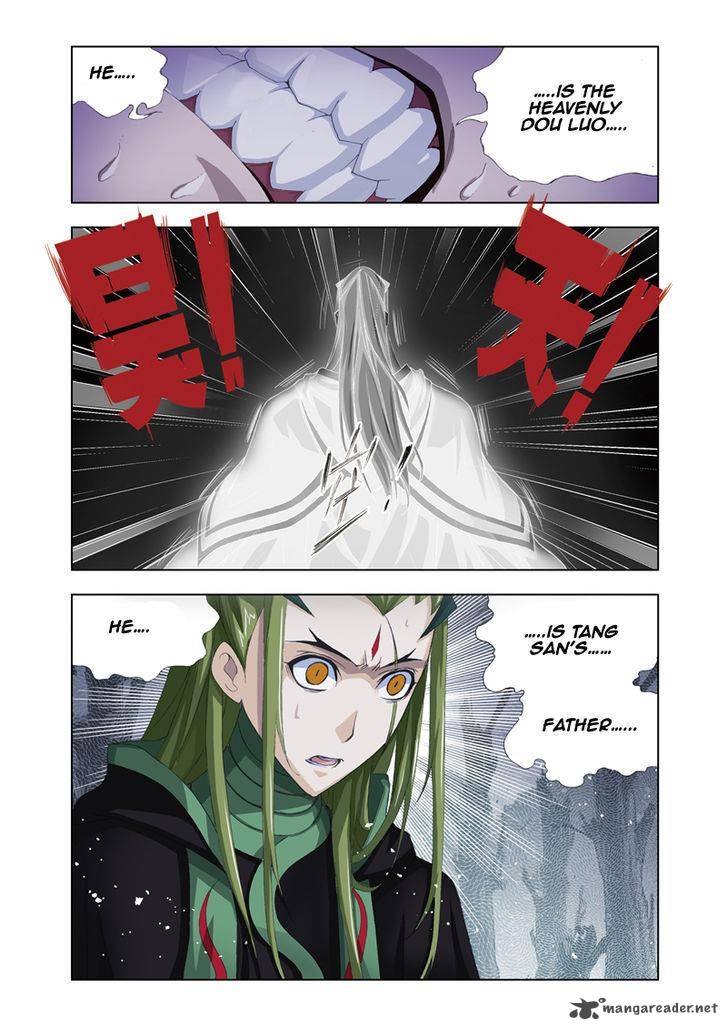 HE.....
.....IS THE
HEAVENLY
DOU LUO.....
昊!
天!
HE....
.....IS TANG
SAN'S......
FATHER......
mangareader.net